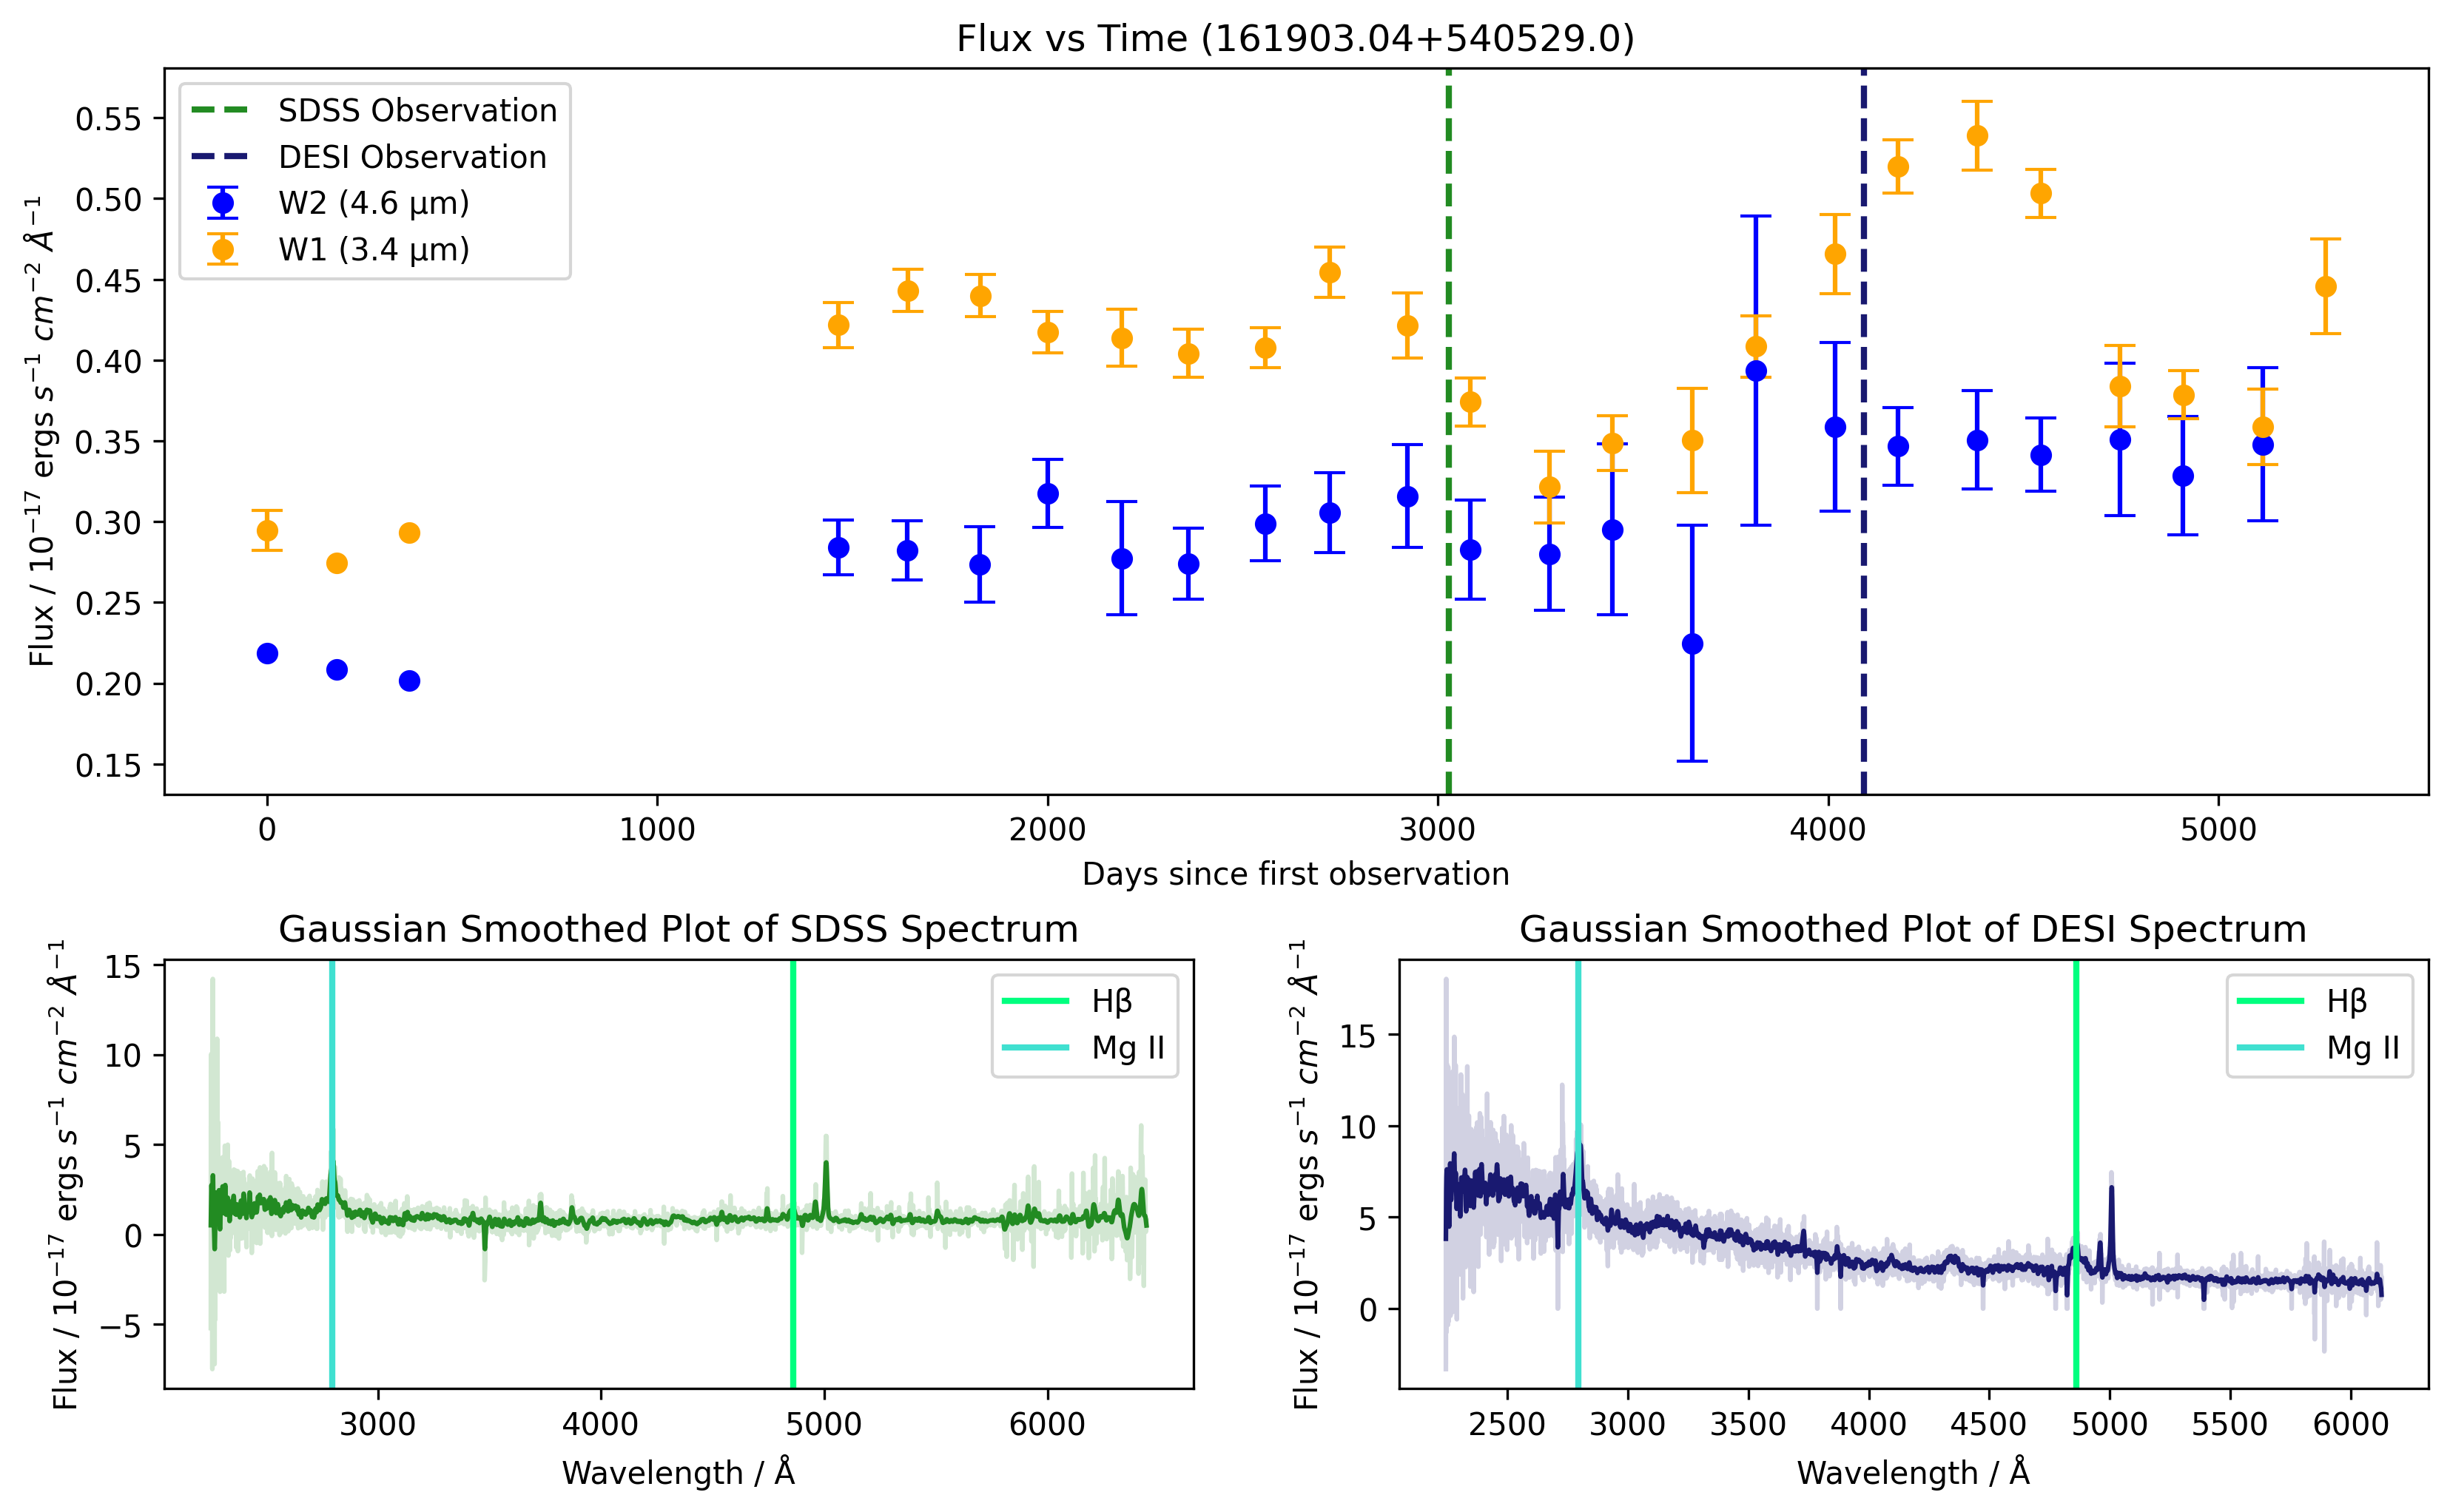 Flux vs Time (161903.04+540529.0)
SDSS Observation
DESI Observation
W2 (4.6 μm)
W1 (3.4 μm)
Flux / 10⁻¹⁷ ergs s⁻¹ cm⁻² Å⁻¹
0.55
0.50
0.45
0.40
0.35
0.30
0.25
0.20
0.15
0 1000 2000 3000 4000 5000
Days since first observation
Gaussian Smoothed Plot of SDSS Spectrum
Hβ
Mg II
Flux / 10⁻¹⁷ ergs s⁻¹ cm⁻² Å⁻¹
15
10
5
0
−5
3000 4000 5000 6000
Wavelength / Å
Gaussian Smoothed Plot of DESI Spectrum
Hβ
Mg II
Flux / 10⁻¹⁷ ergs s⁻¹ cm⁻² Å⁻¹
15
10
5
0
2500 3000 3500 4000 4500 5000 5500 6000
Wavelength / Å